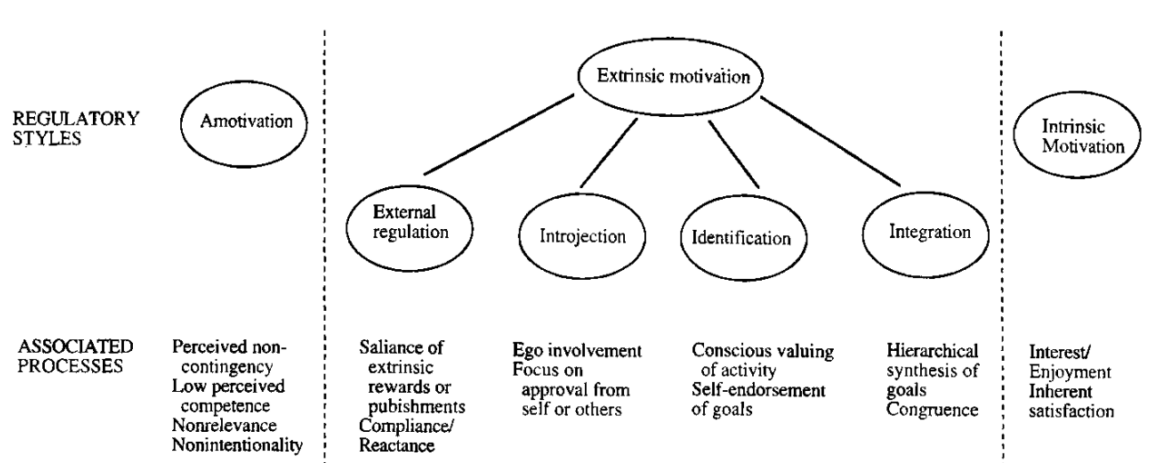 Extrinsic motivation
REGULATORY
STYLES
Amotivation
Intrinsic
Motivation
External
regulation
Introjection
Identification
Integration
ASSOCIATED
PROCESSES
Perceived non-
contingency
Low perceived
competence
Nonrelevance
Nonintentionality
Saliance of
extrinsic
rewards or
pubishments
Compliance/
Reactance
Ego involvement
Focus on
approval from
self or others
Conscious valuing
of activity
Self-endorsement
of goals
Hierarchical
synthesis of
goals
Congruence
Interest/
Enjoyment
Inherent
satisfaction